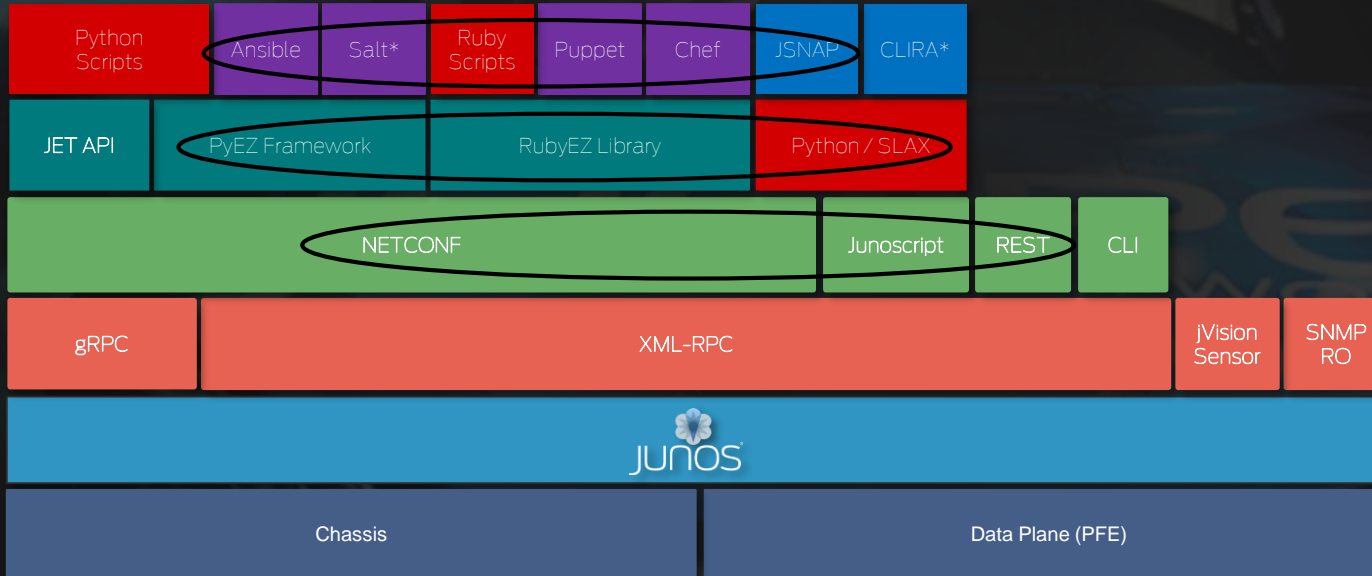 Python
Scripts
Ansible
Salt*
Ruby
Scripts
Puppet
Chef
JSNAP
CLIRA*
JET API
PyEZ Framework
RubyEZ Library
Python / SLAX
NETCONF
Junoscript
REST
CLI
gRPC
XML-RPC
jVision
Sensor
SNMP
RO
JUNOS
Chassis
Data Plane (PFE)